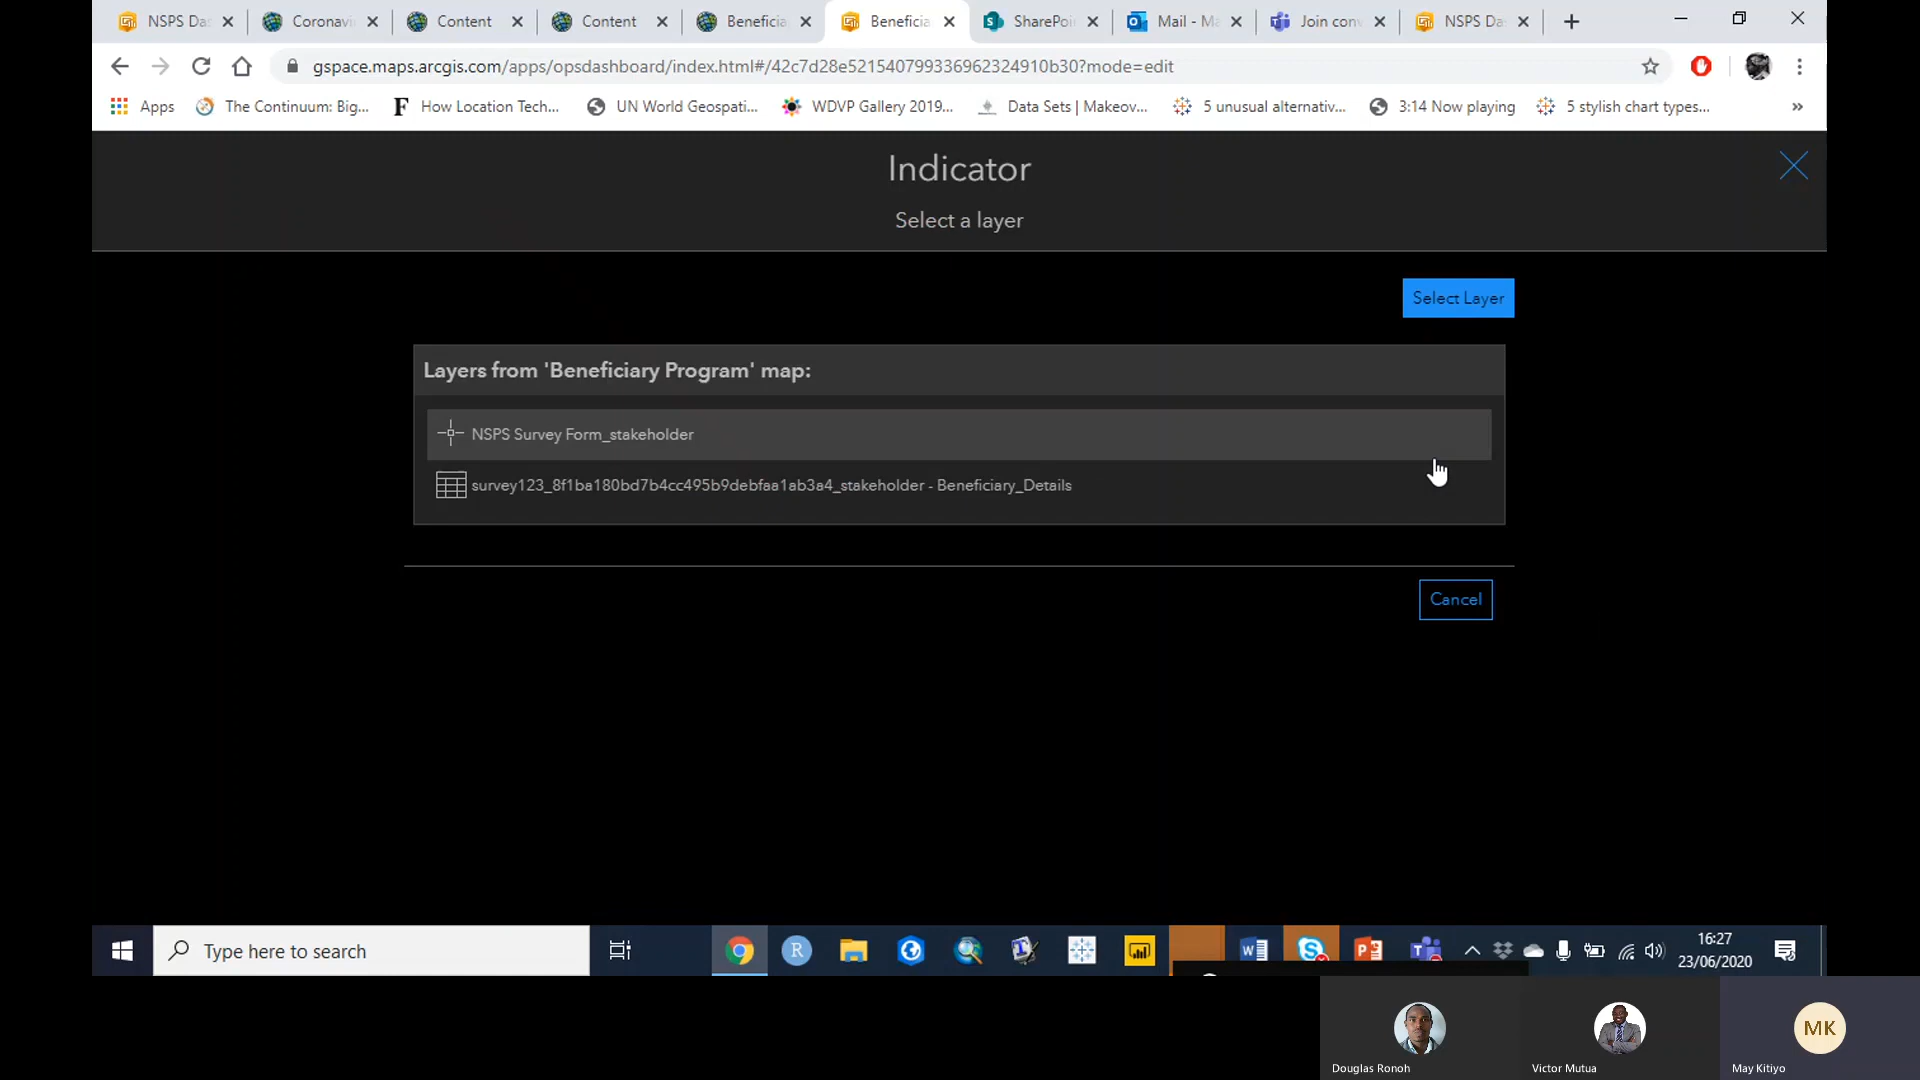 NSPS Da
Coronavi
Content
Content
Beneficia
Beneficia
SharePoi
Mail - Ma
Join conv
NSPS Da
gspace.maps.arcgis.com/apps/opsdashboard/index.html#/42c7d28e521540799336962324910b30?mode=edit
Apps
The Continuum: Big...
How Location Tech...
UN World Geospati...
WDVP Gallery 2019...
Data Sets | Makeov...
5 unusual alternativ...
3:14 Now playing
5 stylish chart types...
»
Indicator
Select a layer
Select Layer
Layers from 'Beneficiary Program' map:
NSPS Survey Form_stakeholder
survey123_8f1ba180bd7b4cc495b9debfaa1ab3a4_stakeholder - Beneficiary_Details
Cancel
Type here to search
16:27
23/06/2020
MK
Douglas Ronoh
Victor Mutua
May Kitiyo